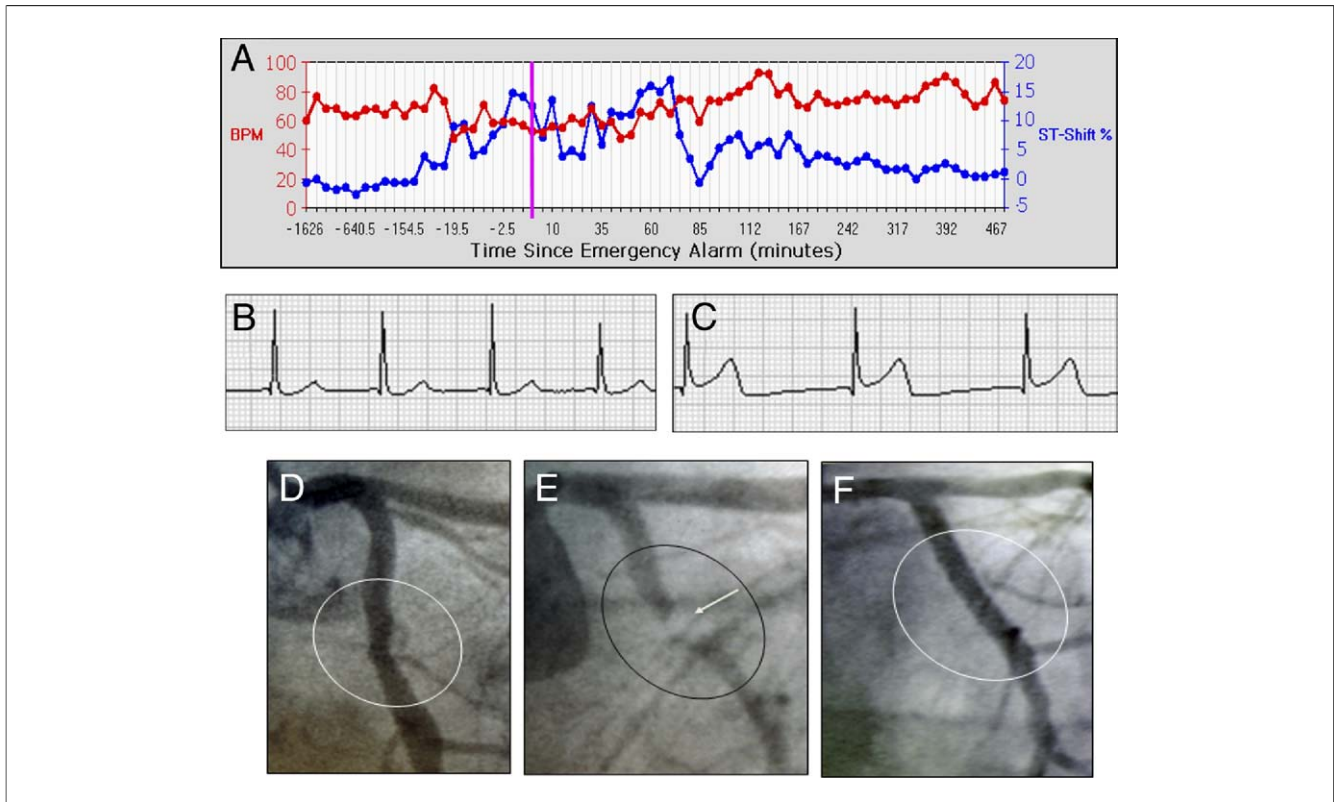 A
100
80
60
40
20
0
BPM
20
15
10
5
0
-5
ST-Shift %
-1626 -640.5 -154.5 -19.5 -2.5 10 35 60 85 112 167 242 317 392 467
Time Since Emergency Alarm (minutes)
B
C
D
E
F